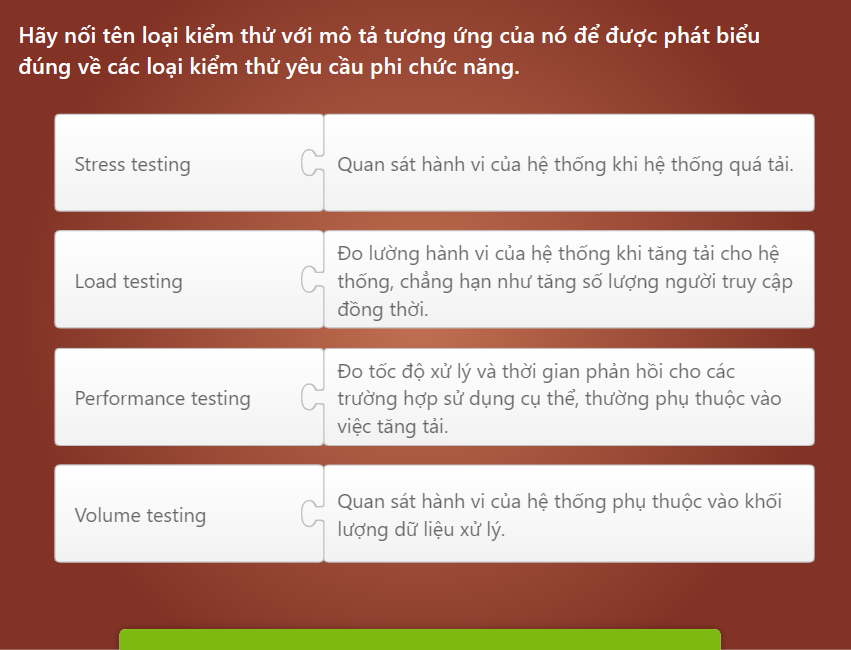 Hãy nối tên loại kiểm thử với mô tả tương ứng của nó để được phát biểu
đúng về các loại kiểm thử yêu cầu phi chức năng.
Stress testing
Quan sát hành vi của hệ thống khi hệ thống quá tải.
Load testing
Đo lường hành vi của hệ thống khi tăng tải cho hệ
thống, chẳng hạn như tăng số lượng người truy cập
đồng thời.
Performance testing
Đo tốc độ xử lý và thời gian phản hồi cho các
trường hợp sử dụng cụ thể, thường phụ thuộc vào
việc tăng tải.
Volume testing
Quan sát hành vi của hệ thống phụ thuộc vào khối
lượng dữ liệu xử lý.